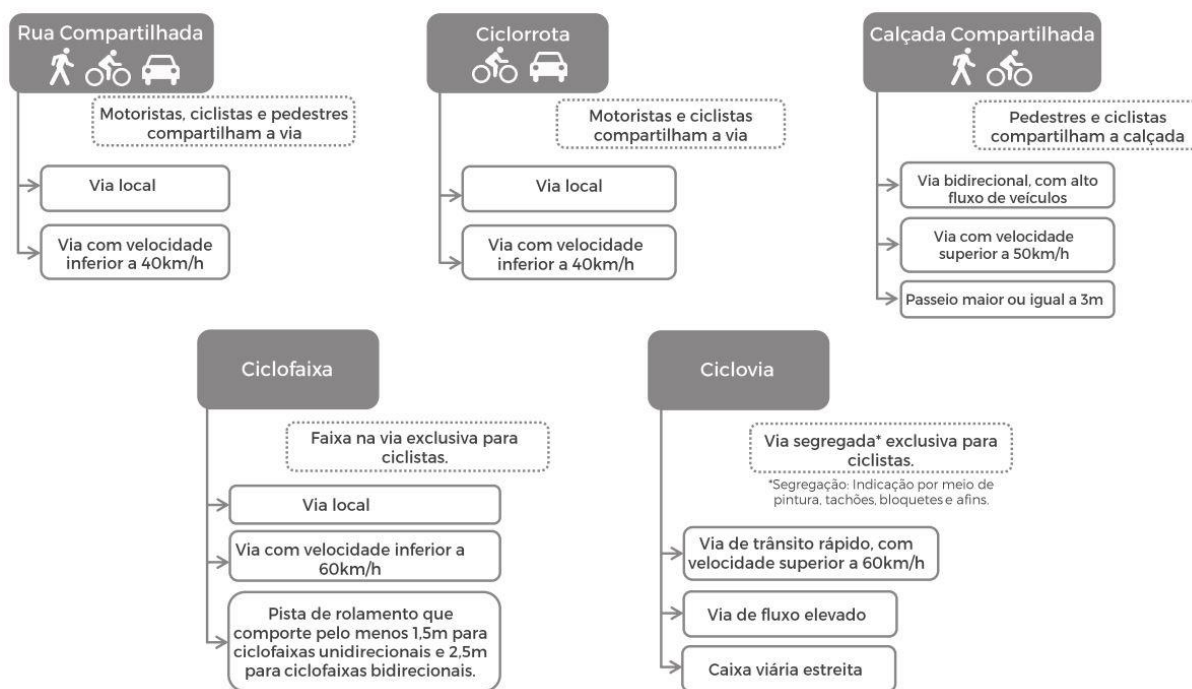 Rua Compartilhada
Motoristas, ciclistas e pedestres
compartilham a via
Via local
Via com velocidade
inferior a 40km/h
Ciclorrota
Motoristas e ciclistas
compartilham a via
Via local
Via com velocidade
inferior a 40km/h
Calçada Compartilhada
Pedestres e ciclistas
compartilham a calçada
Via bidirecional, com alto
fluxo de veículos
Via com velocidade
superior a 50km/h
Passeio maior ou igual a 3m
Ciclofaixa
Faixa na via exclusiva para
ciclistas.
Via local
Via com velocidade inferior a
60km/h
Pista de rolamento que
comporte pelo menos 1,5m para
ciclofaixas unidirecionais e 2,5m
para ciclofaixas bidirecionais.
Ciclovia
Via segregada* exclusiva para
ciclistas.
*Segregação: Indicação por meio de
pintura, tachões, bloquetes e afins.
Via de trânsito rápido, com
velocidade superior a 60km/h
Via de fluxo elevado
Caixa viária estreita